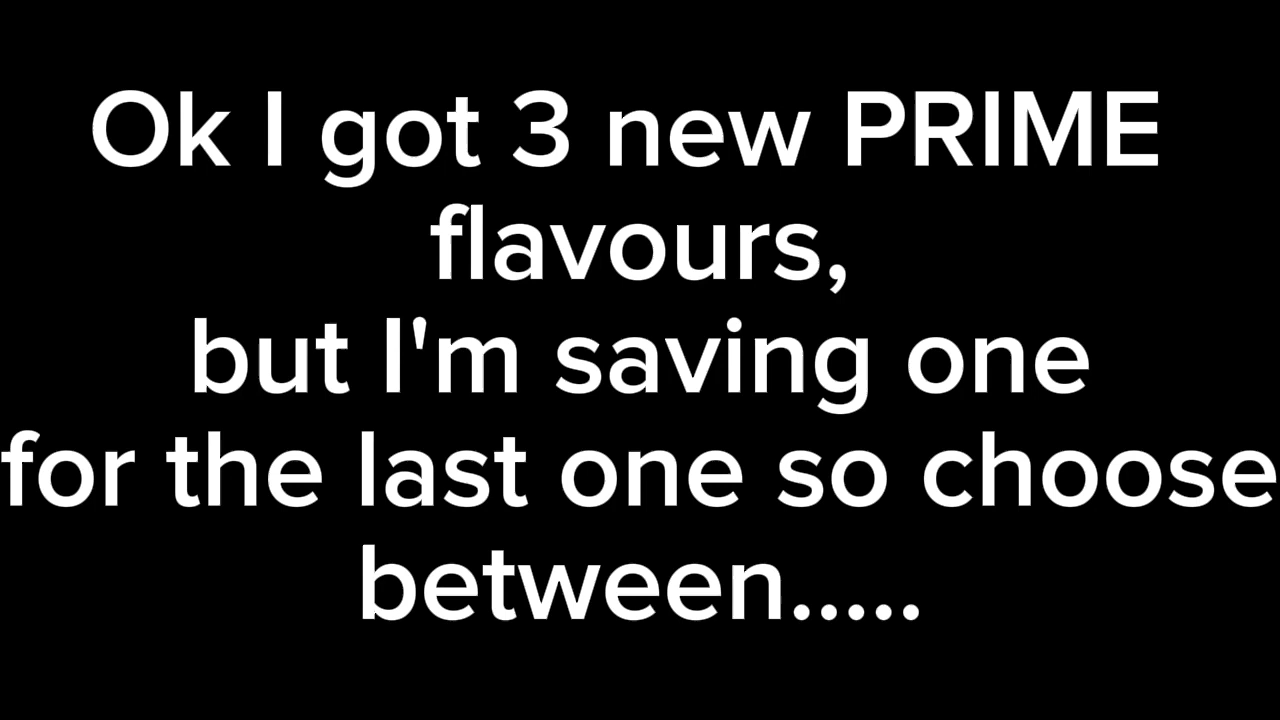 Ok I got 3 new PRIME
flavours,
but I'm saving one
for the last one so choose
between.....